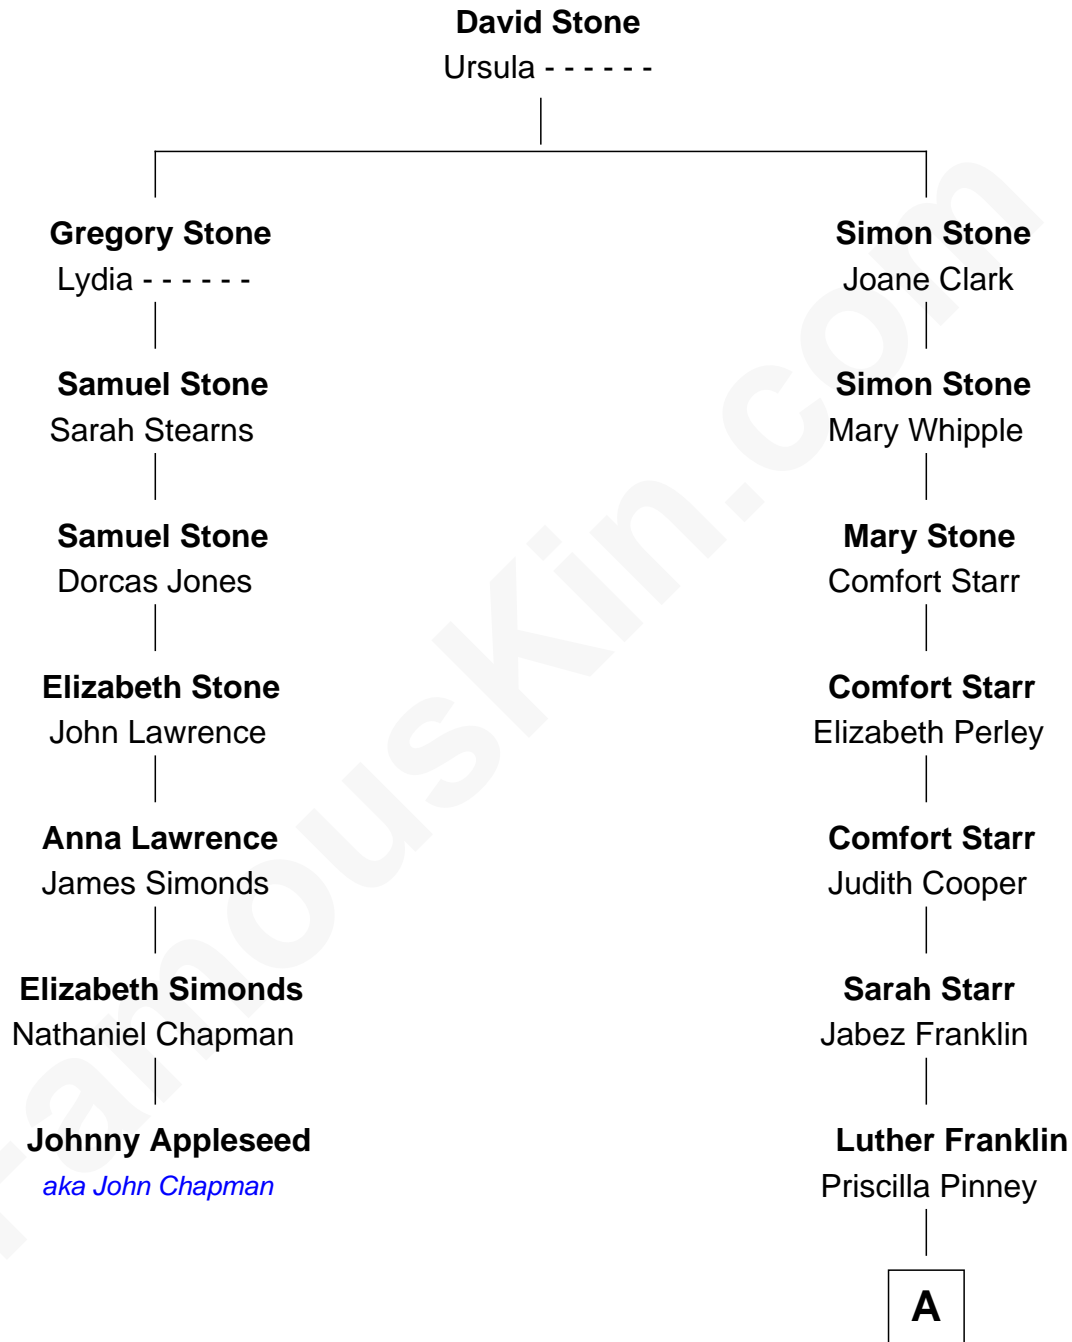 David Stone
Ursula - - - - - -
Gregory Stone
Lydia - - - - - -
Simon Stone
Joane Clark
Samuel Stone
Sarah Stearns
Simon Stone
Mary Whipple
Samuel Stone
Dorcas Jones
Mary Stone
Comfort Starr
Elizabeth Stone
John Lawrence
Comfort Starr
Elizabeth Perley
Anna Lawrence
James Simonds
Comfort Starr
Judith Cooper
Elizabeth Simonds
Nathaniel Chapman
Sarah Starr
Jabez Franklin
Johnny Appleseed
aka John Chapman
Luther Franklin
Priscilla Pinney
A
FamousKin.com